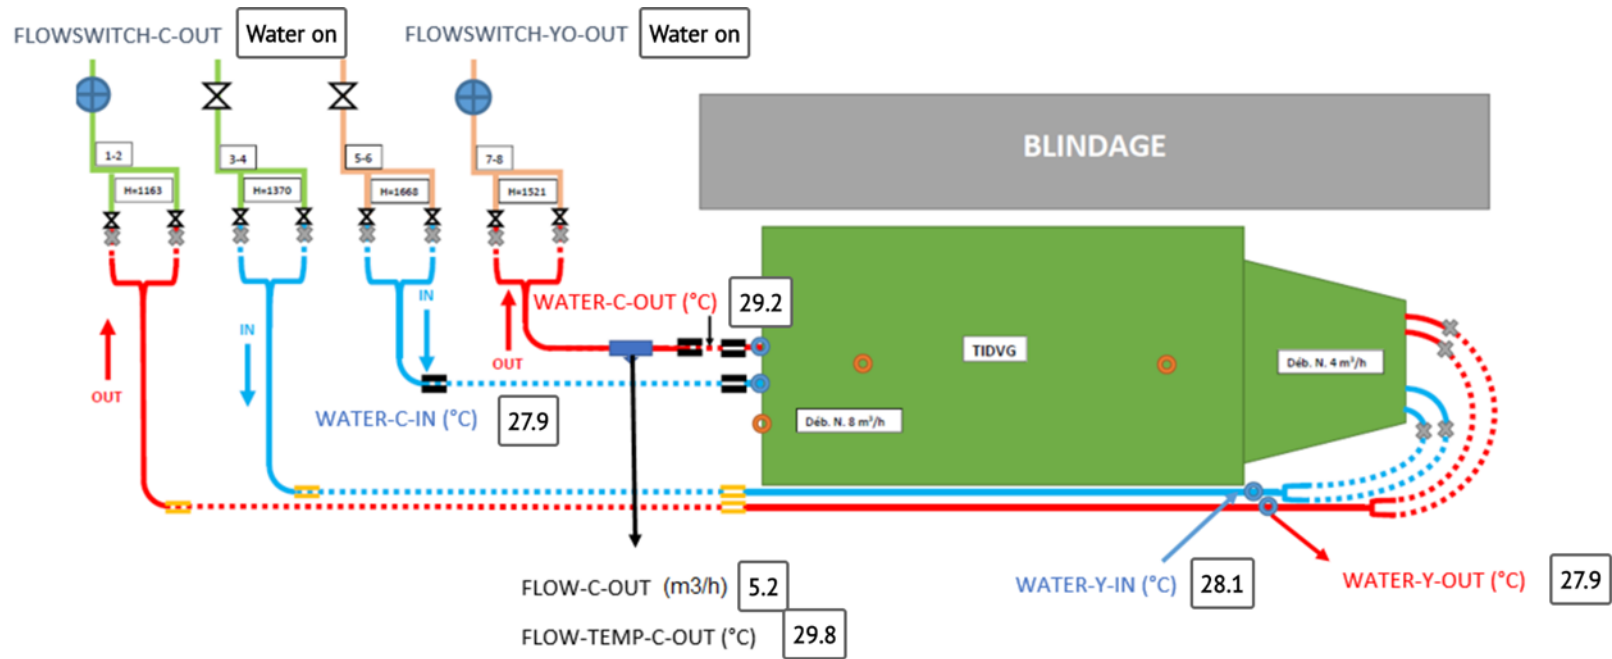 FLOWSWITCH-C-OUT Water on FLOWSWITCH-YO-OUT Water on
1-2 3-4 5-6 7-8
H=1163 H=1370 H=1668 H=1521
BLINDAGE
IN
WATER-C-OUT (°C) 29.2
IN
OUT
OUT
TIDVG
Déb. N. 4 m³/h
WATER-C-IN (°C) 27.9
Déb. N. 8 m³/h
FLOW-C-OUT (m3/h) 5.2
WATER-Y-IN (°C) 28.1
WATER-Y-OUT (°C) 27.9
FLOW-TEMP-C-OUT (°C) 29.8